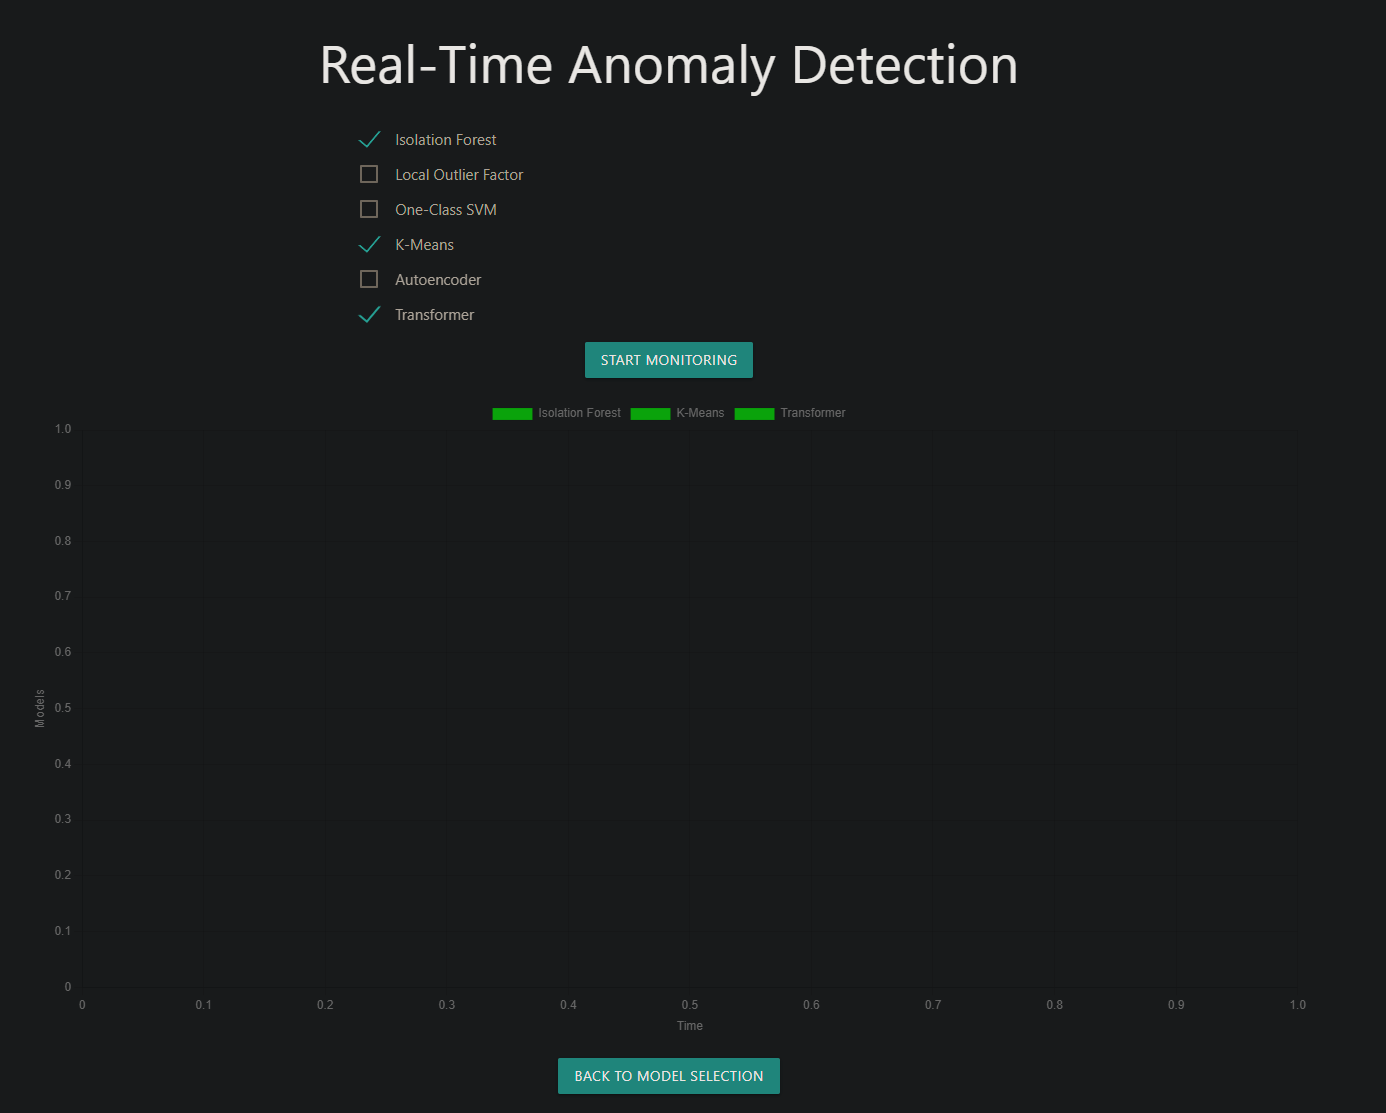 Real-Time Anomaly Detection
Isolation Forest
Local Outlier Factor
One-Class SVM
K-Means
Autoencoder
Transformer
START MONITORING
Isolation Forest K-Means Transformer
1.0
0.9
0.8
0.7
0.6
0.5
0.4
0.3
0.2
0.1
0
Models
0 0.1 0.2 0.3 0.4 0.5 0.6 0.7 0.8 0.9 1.0
Time
BACK TO MODEL SELECTION